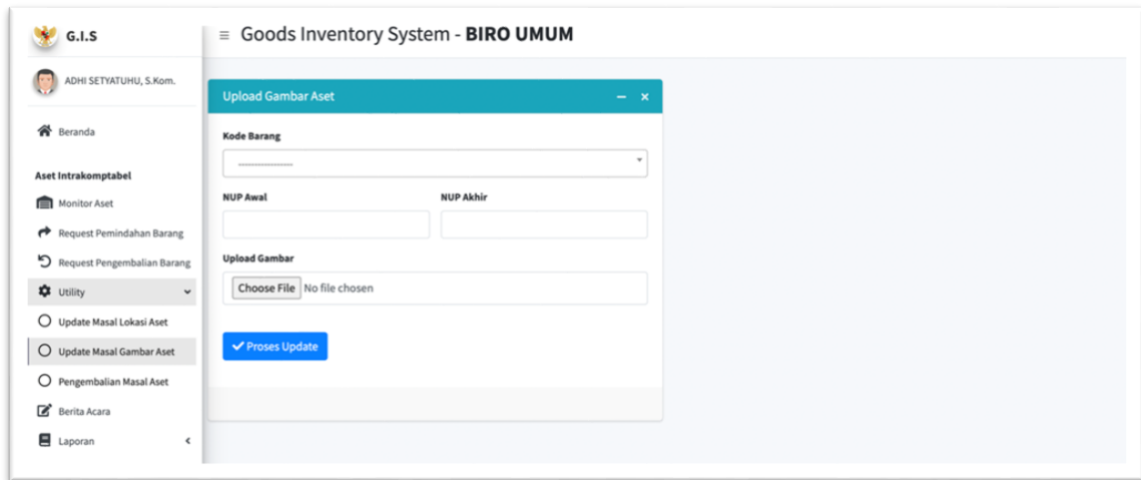 G.I.S
Goods Inventory System - BIRO UMUM
ADHI SETYATUHU, S.Kom.
Beranda
Aset Intrakomptabel
Monitor Aset
Request Pemindahan Barang
Request Pengembalian Barang
Utility
Update Masal Lokasi Aset
Update Masal Gambar Aset
Pengembalian Masal Aset
Berita Acara
Laporan
Upload Gambar Aset
Kode Barang
---------
NUP Awal NUP Akhir
Upload Gambar
Choose File No file chosen
Proses Update